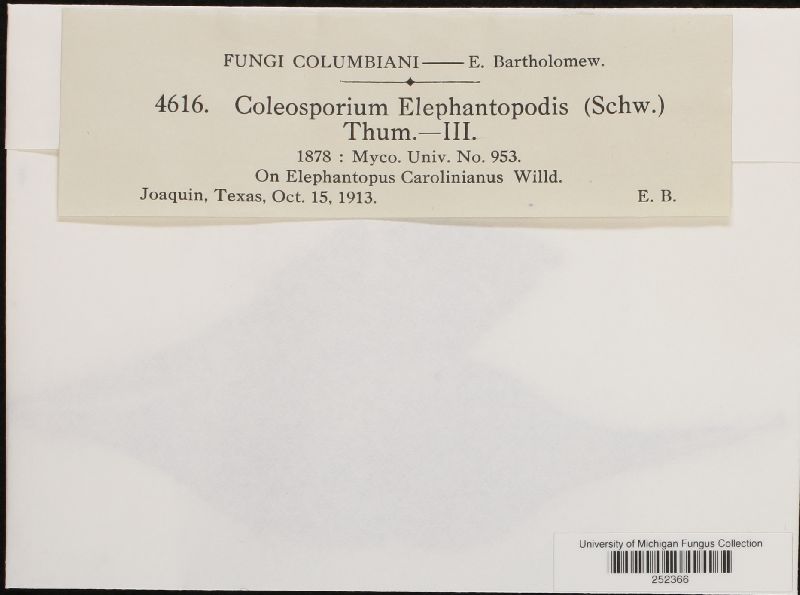 FUNGI COLUMBIANI—E. Bartholomew.
4616. Coleosporium Elephantopodis (Schw.)
Thum.—III.
1878 : Myco. Univ. No. 953.
On Elephantopus Carolinianus Willd.
Joaquin, Texas, Oct. 15, 1913. E. B.
University of Michigan Fungus Collection
252366